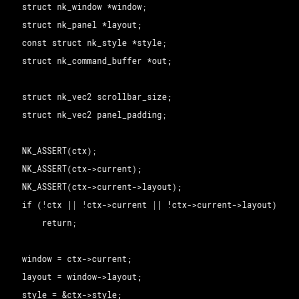 struct nk_window *window;
struct nk_panel *layout;
const struct nk_style *style;
struct nk_command_buffer *out;

struct nk_vec2 scrollbar_size;
struct nk_vec2 panel_padding;

NK_ASSERT(ctx);
NK_ASSERT(ctx->current);
NK_ASSERT(ctx->current->layout);
if (!ctx || !ctx->current || !ctx->current->layout)
    return;

window = ctx->current;
layout = window->layout;
style = &ctx->style;